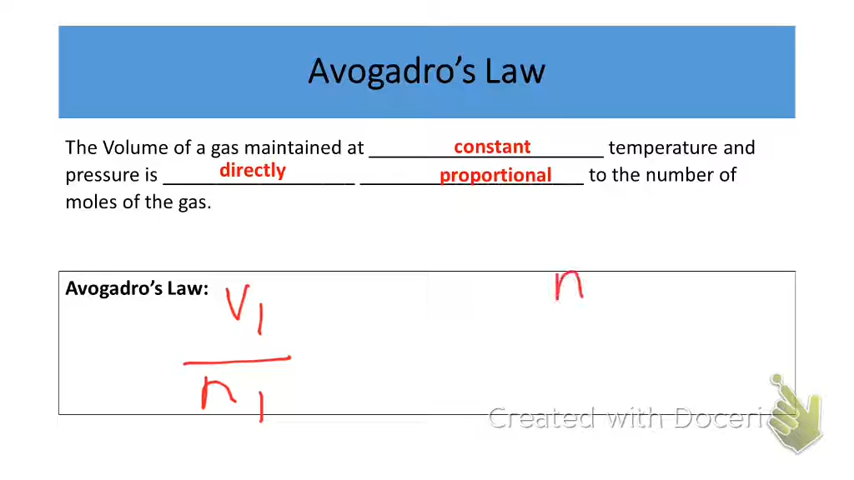 Avogadro's Law
The Volume of a gas maintained at constant temperature and
pressure is directly proportional to the number of
moles of the gas.
Avogadro's Law:
n
V1
n1
Created with Doceri